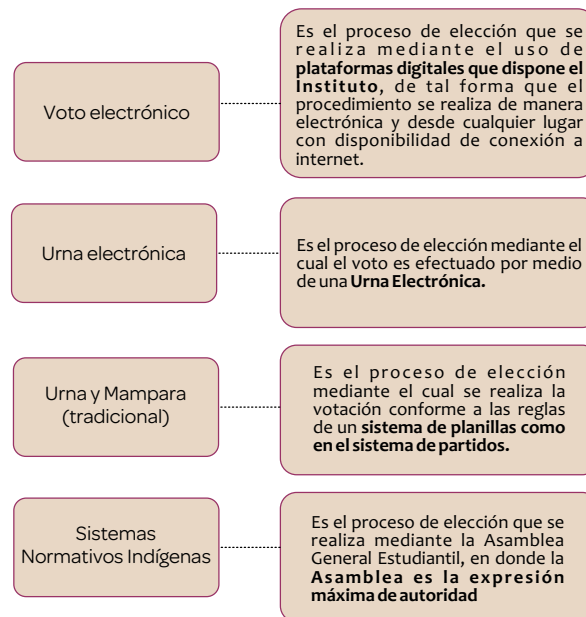 Voto electrónico
Es el proceso de elección que se
realiza mediante el uso de
plataformas digitales que dispone el
Instituto, de tal forma que el
procedimiento se realiza de manera
electrónica y desde cualquier lugar
con disponibilidad de conexión a
internet.
Urna electrónica
Es el proceso de elección mediante el
cual el voto es efectuado por medio
de una Urna Electrónica.
Urna y Mampara
(tradicional)
Es el proceso de elección
mediante el cual se realiza la
votación conforme a las reglas
de un sistema de planillas como
en el sistema de partidos.
Sistemas
Normativos Indígenas
Es el proceso de elección que se
realiza mediante la Asamblea
General Estudiantil, en donde la
Asamblea es la expresión
máxima de autoridad